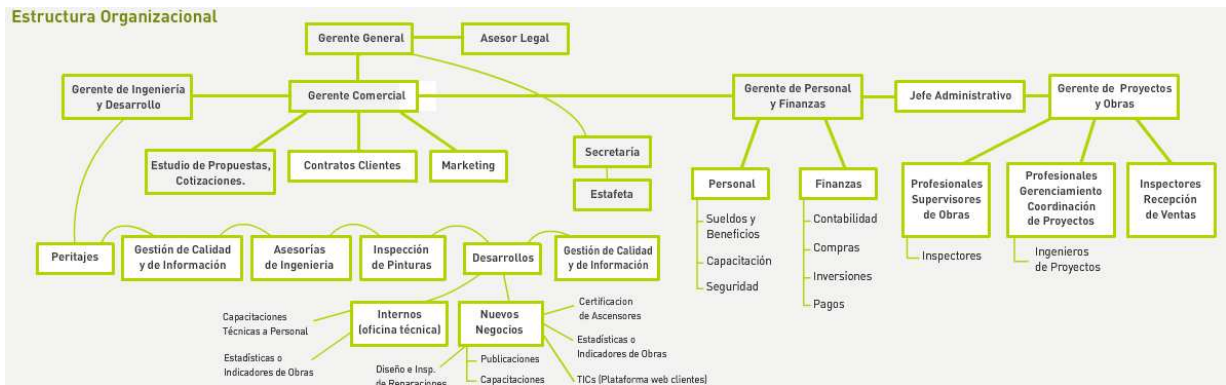 Estructura Organizacional
Gerente General
Asesor Legal
Gerente de Ingeniería
y Desarrollo
Gerente Comercial
Gerente de Personal
y Finanzas
Jefe Administrativo
Gerente de Proyectos
y Obras
Estudio de Propuestas,
Cotizaciones.
Contratos Clientes
Marketing
Secretaría
Estafeta
Personal
Sueldos y
Beneficios
Capacitación
Seguridad
Finanzas
Contabilidad
Compras
Inversiones
Pagos
Profesionales
Supervisores
de Obras
Inspectores
Profesionales
Gerenciamiento
Coordinación
de Proyectos
Ingenieros
de Proyectos
Inspectores
Recepción
de Ventas
Peritajes
Gestión de Calidad
y de Información
Asesorías
de Ingenieria
Inspección
de Pinturas
Desarrollos
Gestión de Calidad
y de Información
Internos
(oficina técnica)
Capacitaciones
Técnicas a Personal
Estadísticas o
Indicadores de Obras
Nuevos
Negocios
Certificacion
de Ascensores
Estadísticas o
Indicadores de Obras
TICs (Plataforma web clientes)
Diseño e Insp.
de Reparaciones
Publicaciones
Capacitaciones